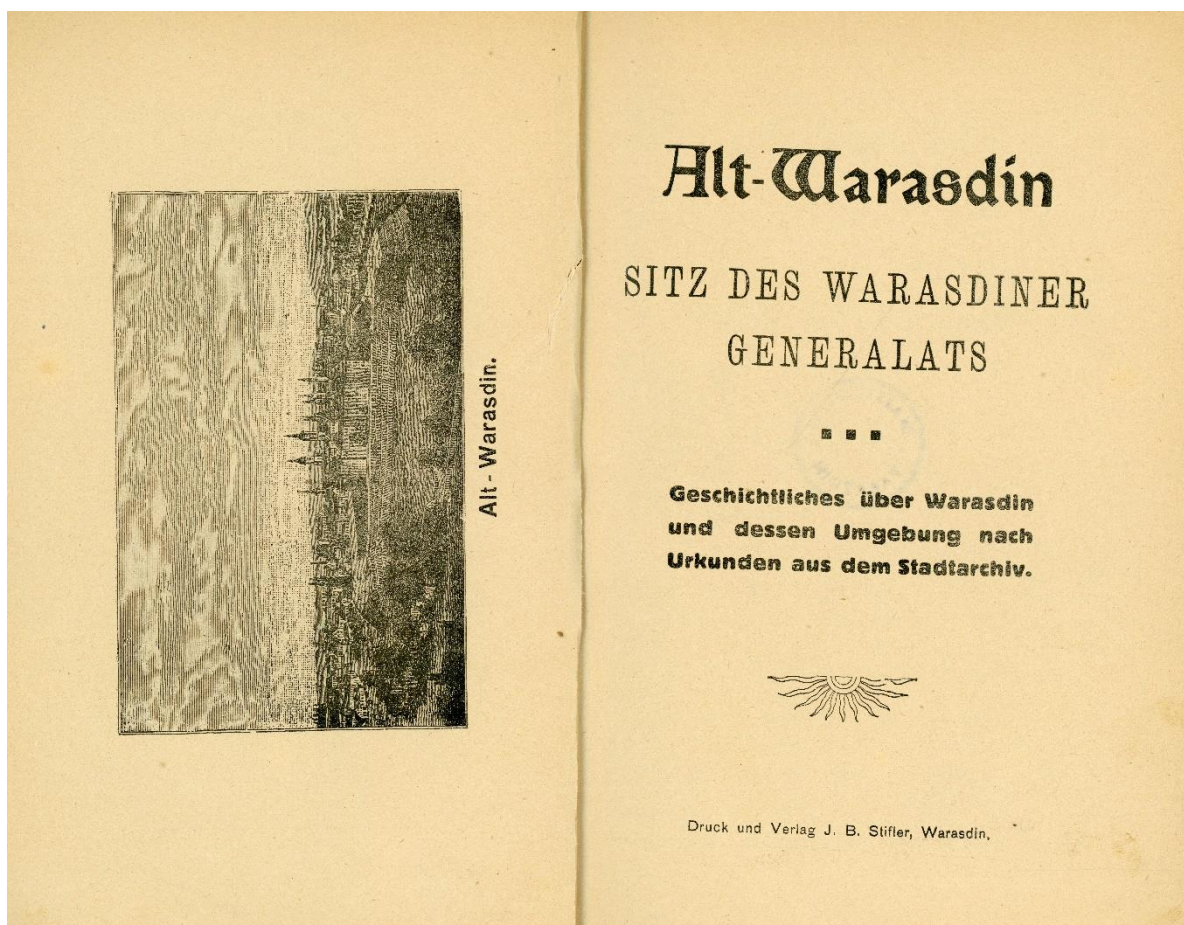 Alt - Warasdin.
Alt-Warasdin
SITZ DES WARASDINER
GENERALATS
Geschichtliches über Warasdin
und dessen Umgebung nach
Urkunden aus dem Stadtarchiv.
Druck und Verlag J. B. Stifler, Warasdin.